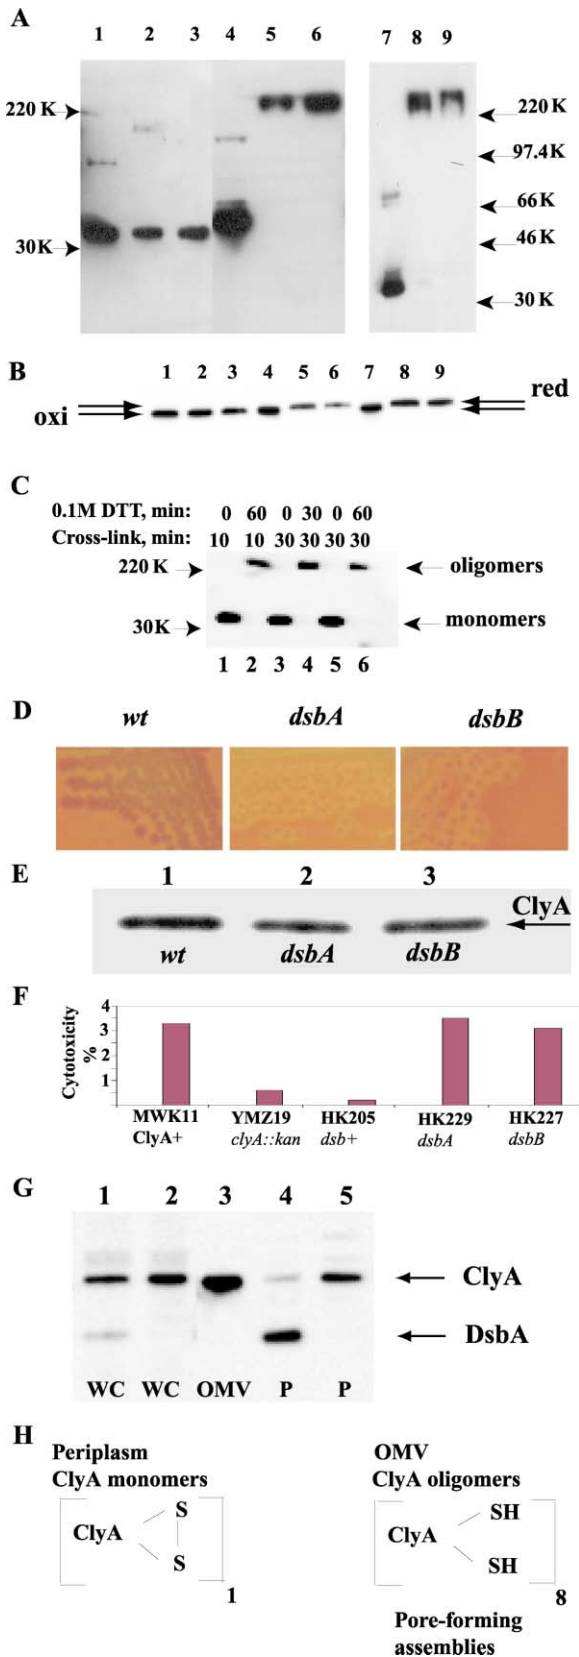 A
1 2 3 4 5 6 7 8 9
220 K
30K
220 K
97.4K
66 K
46 K
30 K
B
1 2 3 4 5 6 7 8 9
oxi
red
C
0.1M DTT, min: 0 60 0 30 0 60
Cross-link, min: 10 10 30 30 30 30
220 K
oligomers
30K
monomers
1 2 3 4 5 6
D
wt dsbA dsbB
E
1 2 3
ClyA
wt dsbA dsbB
F
Cytotoxicity
%
4
3
2
1
MWK11 YMZ19 HK205 HK229 HK227
ClyA+ clyA::kan dsb+ dsbA dsbB
G
1 2 3 4 5
ClyA
DsbA
WC WC OMV P P
H
Periplasm
ClyA monomers
ClyA
S
S
1
OMV
ClyA oligomers
ClyA
SH
SH
8
Pore-forming
assemblies